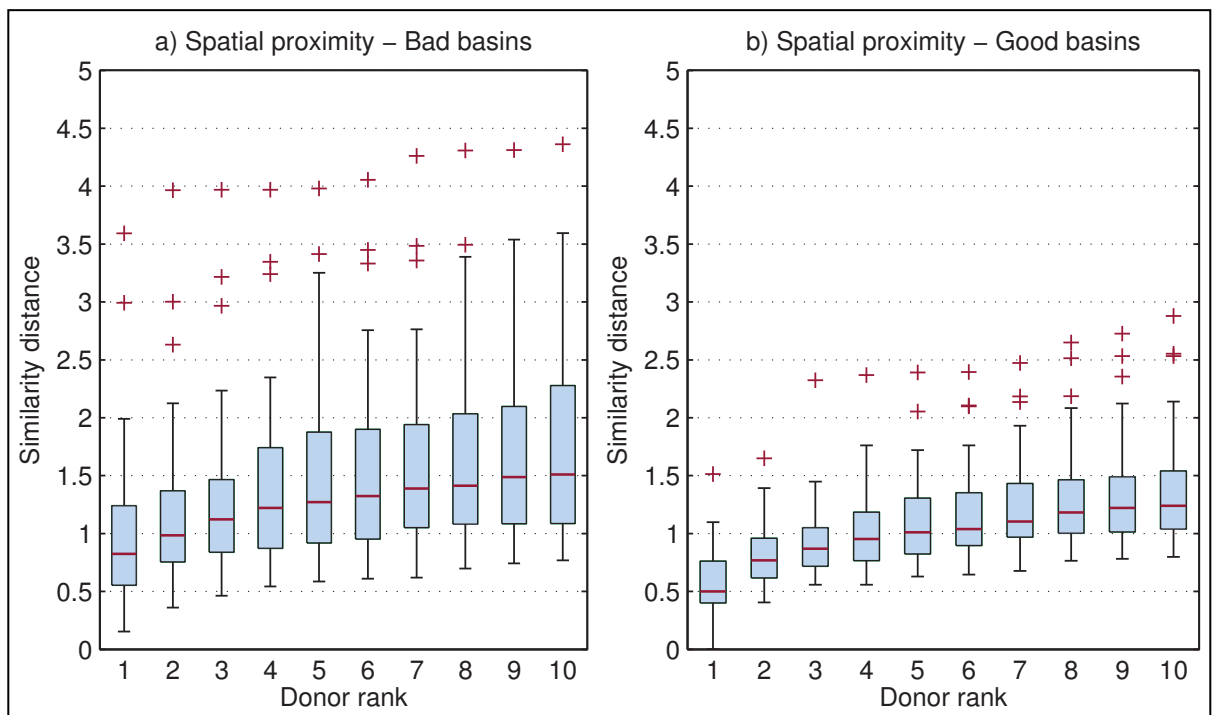 a) Spatial proximity – Bad basins
5
4.5
4
3.5
3
2.5
2
1.5
1
0.5
0
Similarity distance
1 2 3 4 5 6 7 8 9 10
Donor rank
b) Spatial proximity – Good basins
5
4.5
4
3.5
3
2.5
2
1.5
1
0.5
0
Similarity distance
1 2 3 4 5 6 7 8 9 10
Donor rank